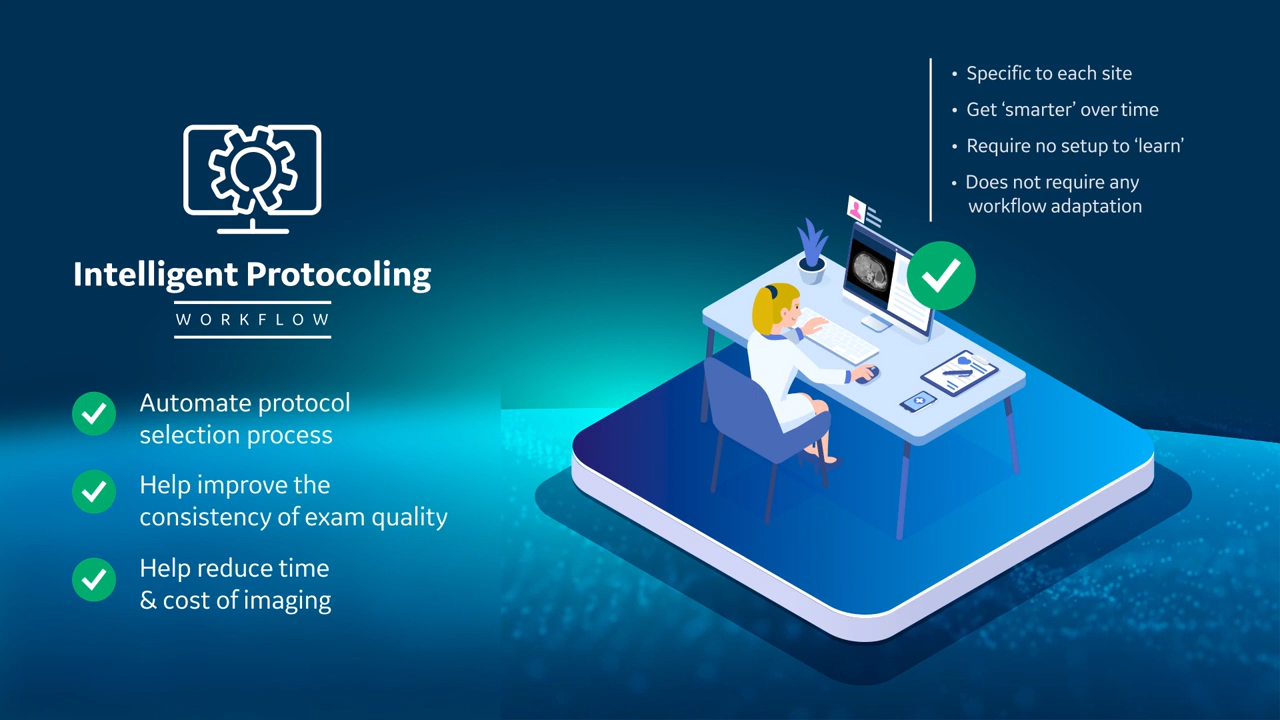 Intelligent Protocoling
WORKFLOW
Automate protocol
selection process
Help improve the
consistency of exam quality
Help reduce time
& cost of imaging
• Specific to each site
• Get ‘smarter’ over time
• Require no setup to ‘learn’
• Does not require any
workflow adaptation